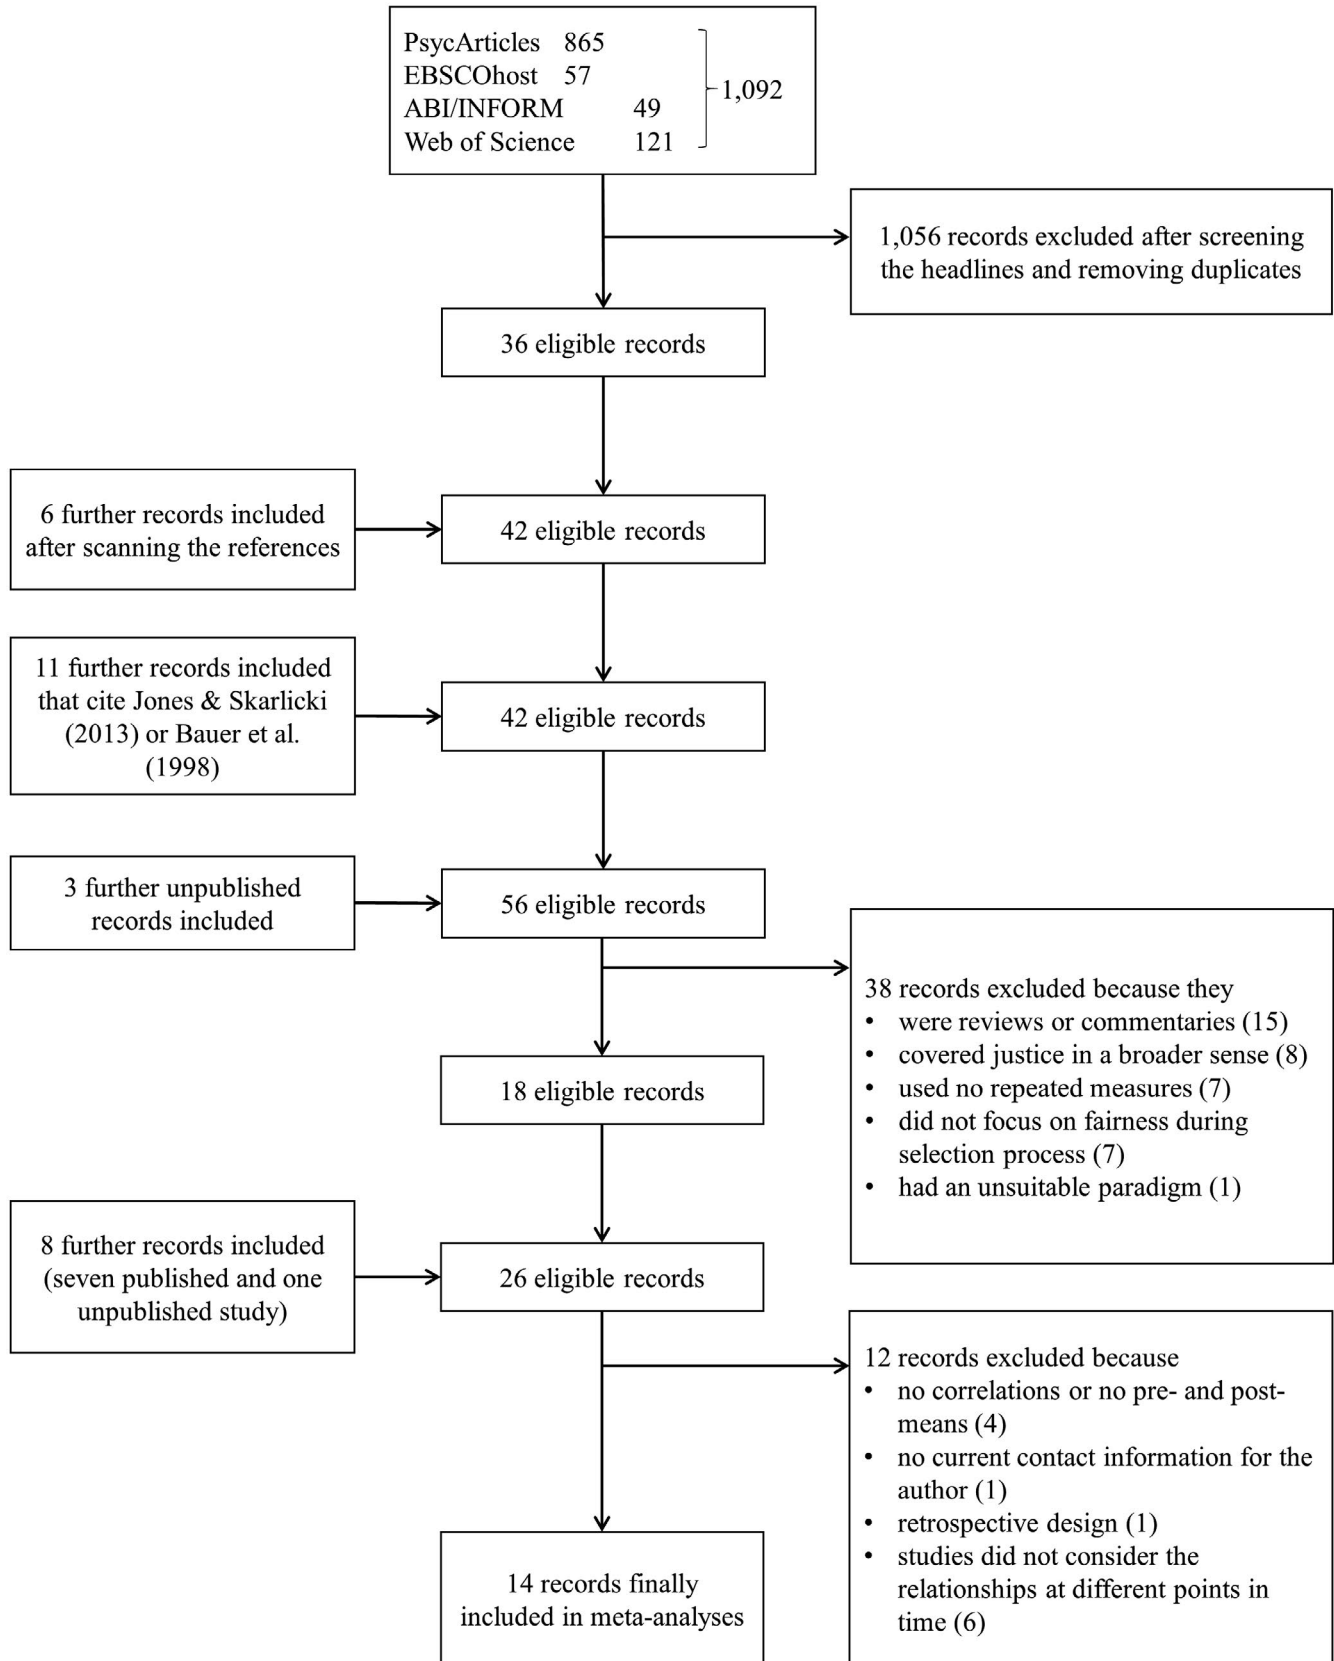 PsycArticles 865
EBSCOhost 57
ABI/INFORM 49
Web of Science 121
1,092
1,056 records excluded after screening
the headlines and removing duplicates
36 eligible records
6 further records included
after scanning the references
42 eligible records
11 further records included
that cite Jones & Skarlicki
(2013) or Bauer et al.
(1998)
42 eligible records
3 further unpublished
records included
56 eligible records
38 records excluded because they
• were reviews or commentaries (15)
• covered justice in a broader sense (8)
• used no repeated measures (7)
• did not focus on fairness during
selection process (7)
• had an unsuitable paradigm (1)
18 eligible records
8 further records included
(seven published and one
unpublished study)
26 eligible records
12 records excluded because
• no correlations or no pre- and post-
means (4)
• no current contact information for the
author (1)
• retrospective design (1)
• studies did not consider the
relationships at different points in
time (6)
14 records finally
included in meta-analyses